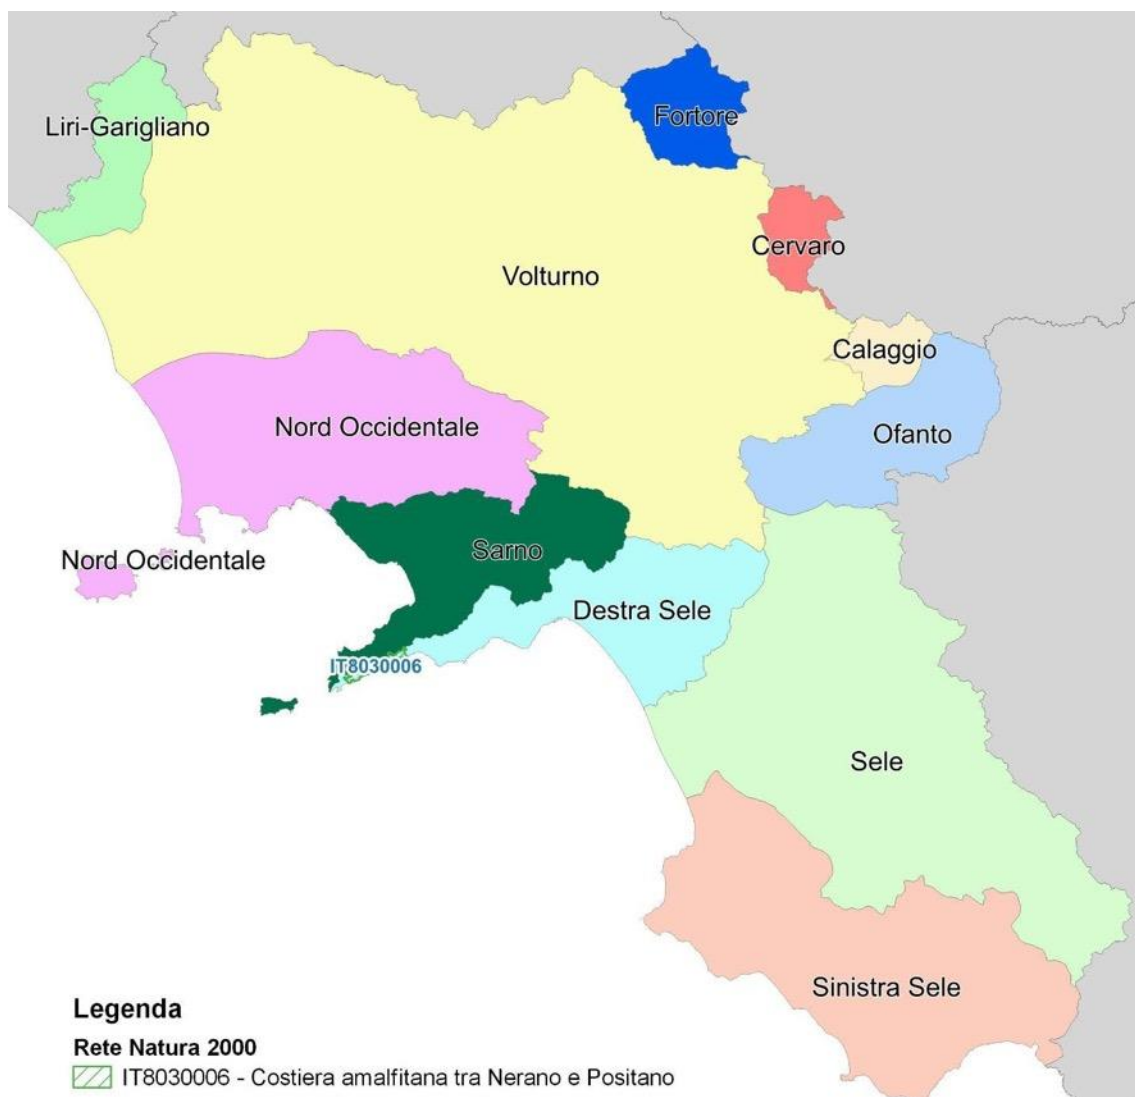 Fortore
Liri-Garigliano
Cervaro
Volturno
Calaggio
Nord Occidentale
Ofanto
Sarno
Nord Occidentale
Destra Sele
IT8030006
Sele
Sinistra Sele
Legenda
Rete Natura 2000
IT8030006 - Costiera amalfitana tra Nerano e Positano